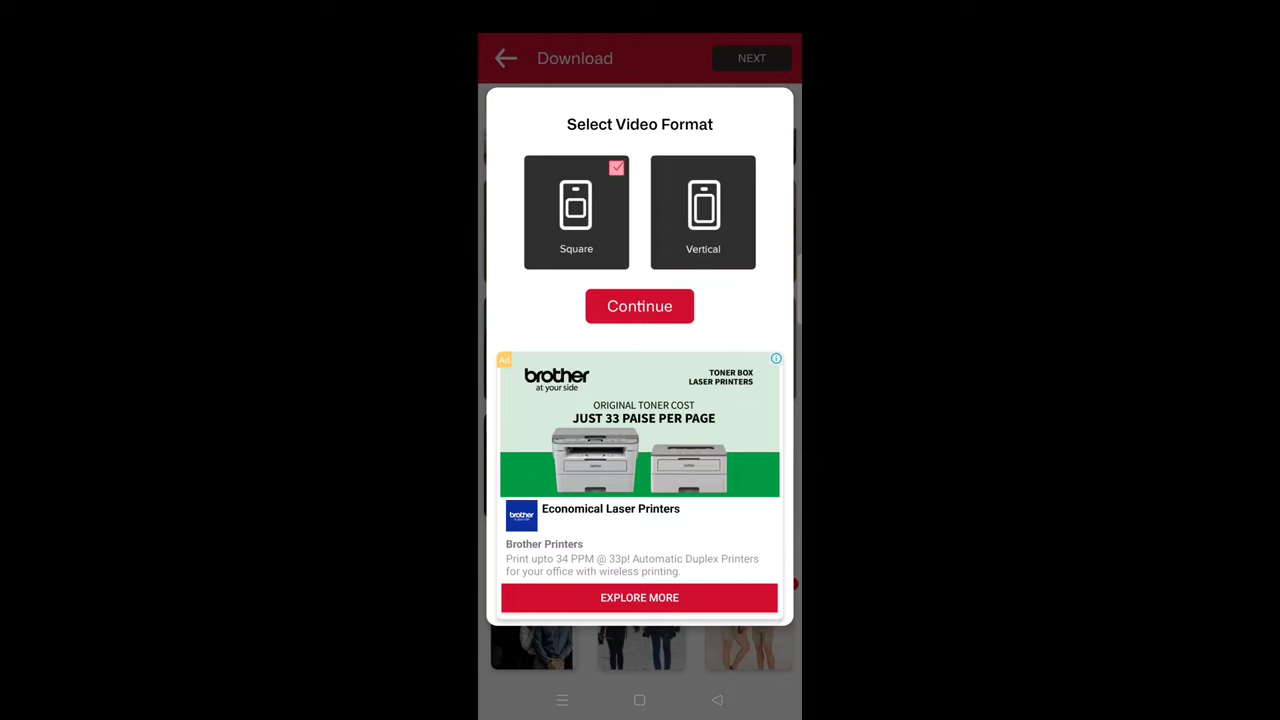 Download
NEXT
Select Video Format
Square
Vertical
Continue
Ad
brother
at your side
TONER BOX
LASER PRINTERS
ORIGINAL TONER COST
JUST 33 PAISE PER PAGE
brother
Economical Laser Printers
Brother Printers
Print upto 34 PPM @ 33p! Automatic Duplex Printers
for your office with wireless printing.
EXPLORE MORE